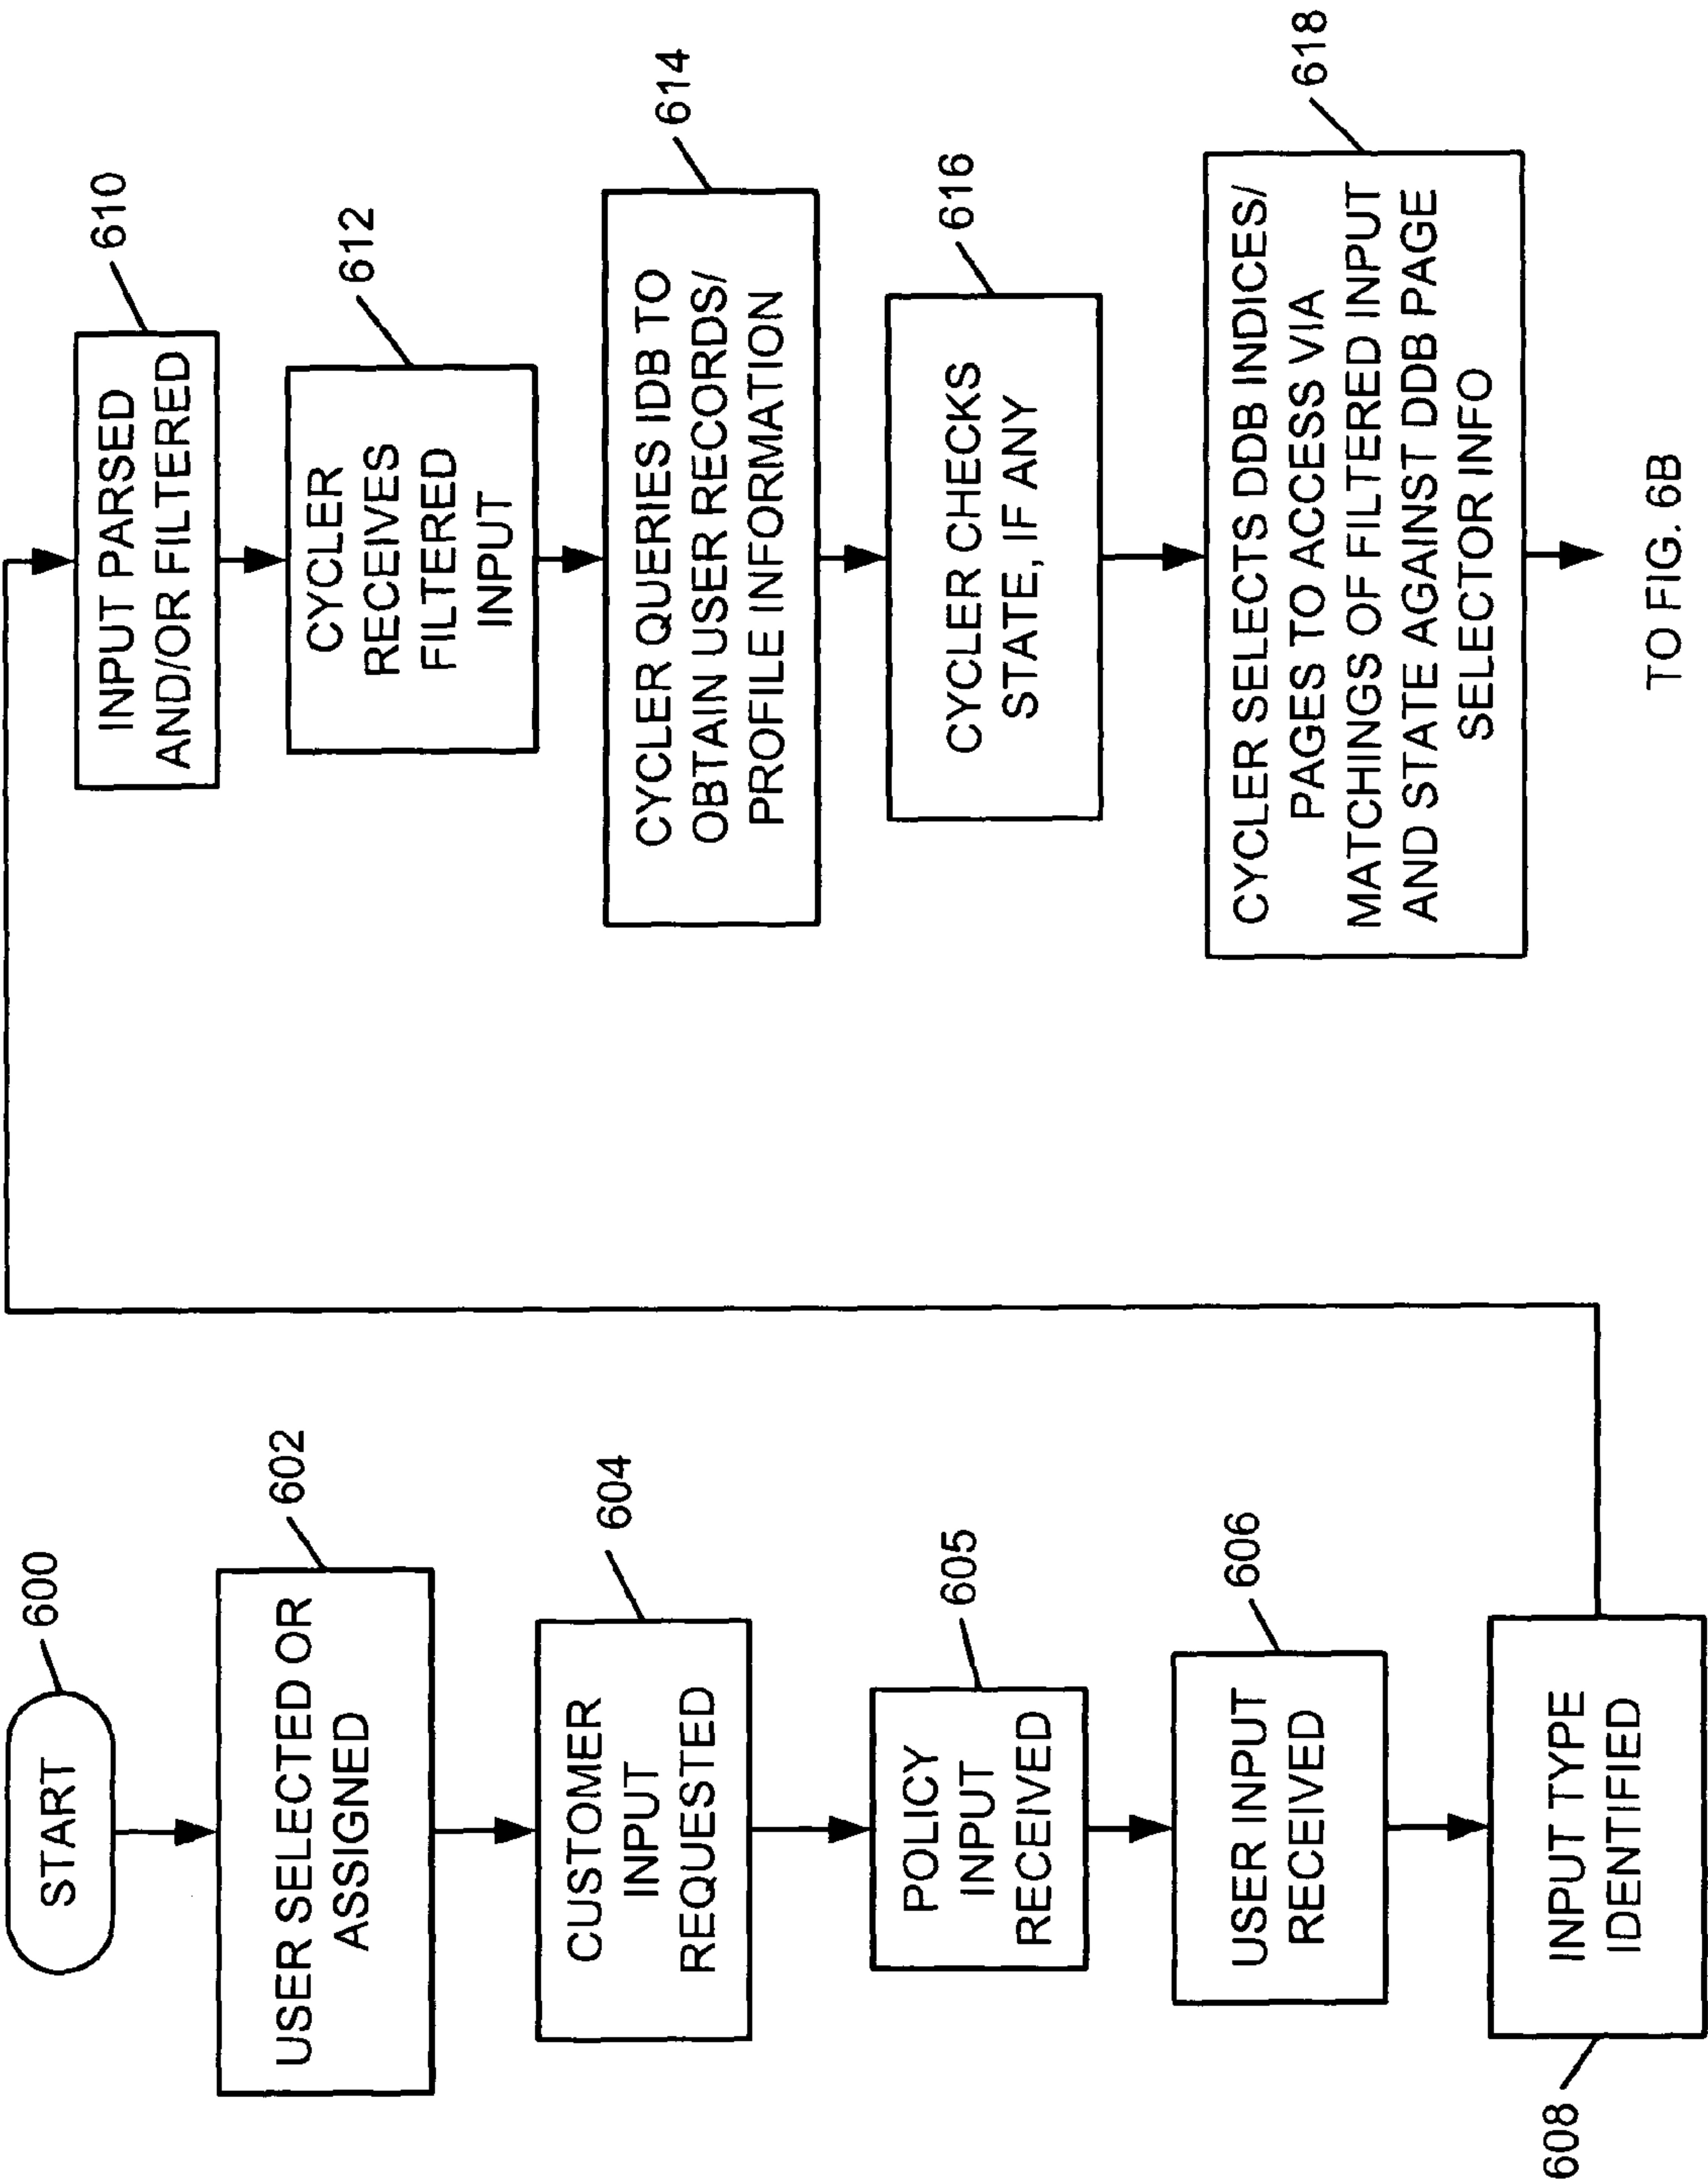 START
600
USER SELECTED OR
ASSIGNED
602
CUSTOMER
INPUT
REQUESTED
604
POLICY
INPUT
RECEIVED
605
USER INPUT
RECEIVED
606
INPUT TYPE
IDENTIFIED
608
INPUT PARSED
AND/OR FILTERED
610
CYCLER
RECEIVES
FILTERED
INPUT
612
CYCLER QUERIES IDB TO
OBTAIN USER RECORDS/
PROFILE INFORMATION
614
CYCLER CHECKS
STATE, IF ANY
616
CYCLER SELECTS DDB INDICES/
PAGES TO ACCESS VIA
MATCHINGS OF FILTERED INPUT
AND STATE AGAINST DDB PAGE
SELECTOR INFO
618
TO FIG. 6B